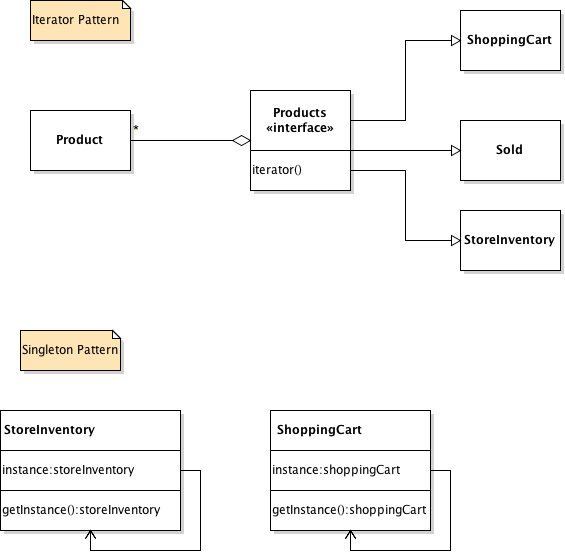 Iterator Pattern
ShoppingCart
Product
*
Products
«interface»
iterator()
Sold
StoreInventory
Singleton Pattern
StoreInventory
instance:storeInventory
getInstance():storeInventory
ShoppingCart
instance:shoppingCart
getInstance():shoppingCart